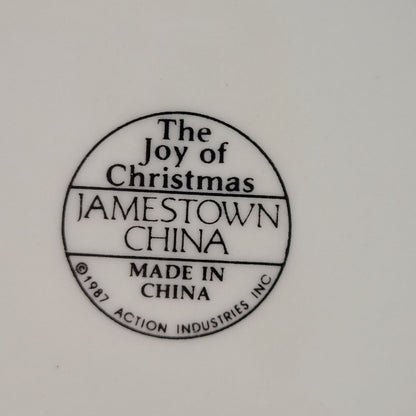 The
Joy of
Christmas
JAMESTOWN
CHINA
MADE IN
CHINA
©1987 ACTION INDUSTRIES INC